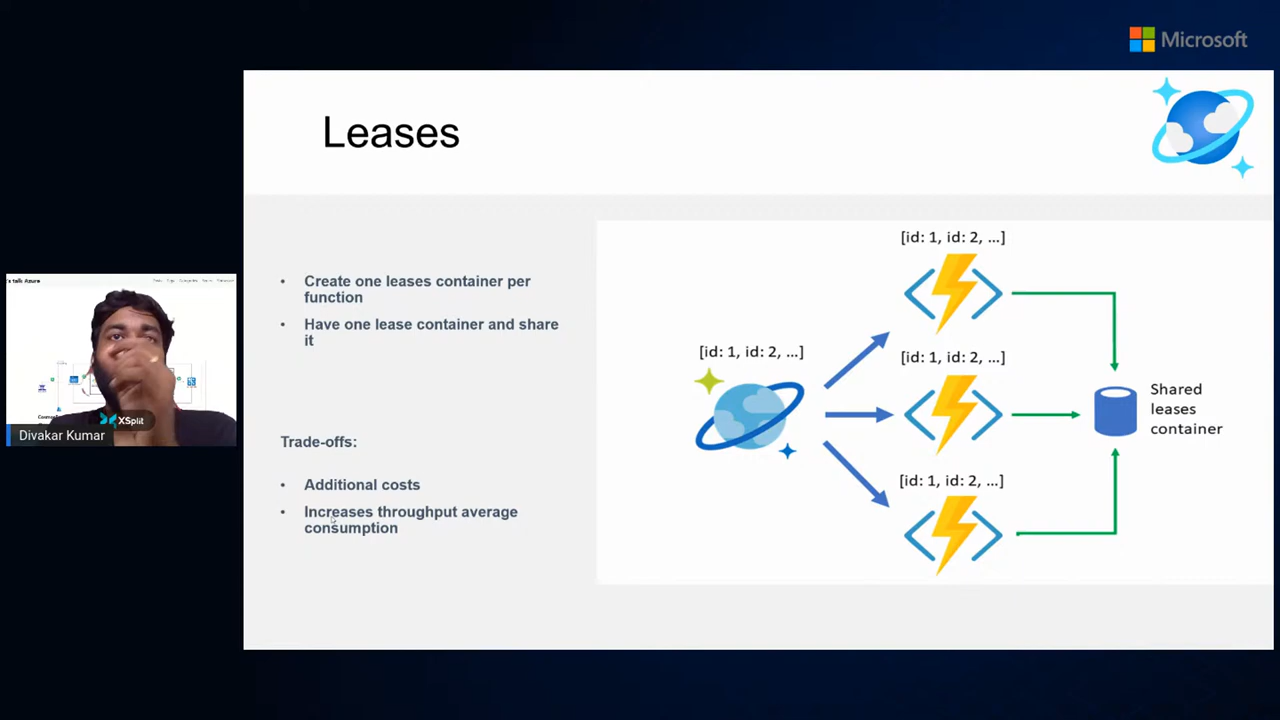 Microsoft
Leases
• Create one leases container per
function
• Have one lease container and share
it
Trade-offs:
• Additional costs
• Increases throughput average
consumption
[id: 1, id: 2, ...]
[id: 1, id: 2, ...]
[id: 1, id: 2, ...]
[id: 1, id: 2, ...]
Shared
leases
container
talk Azure
XSplit
Divakar Kumar